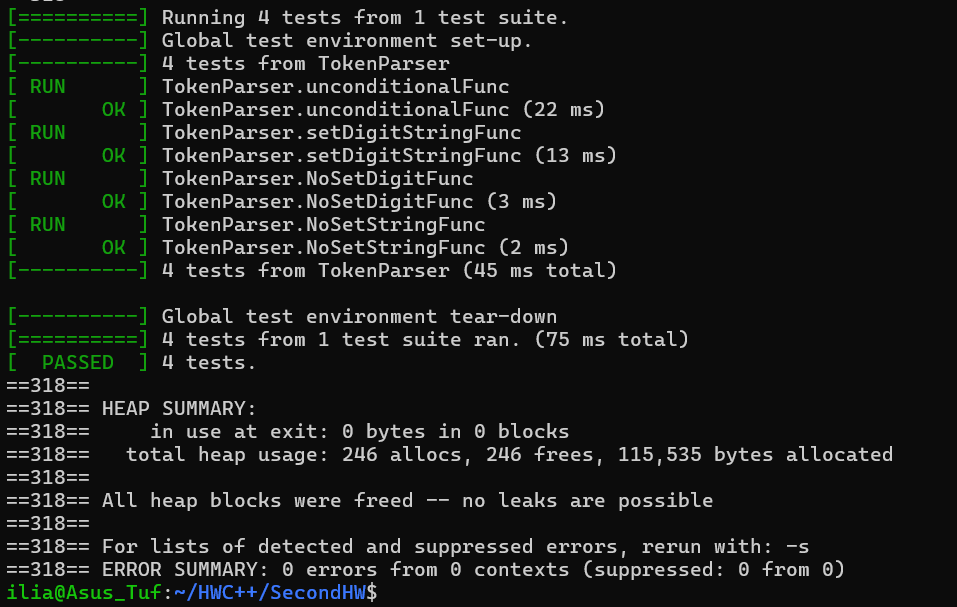 [==========] Running 4 tests from 1 test suite.
[----------] Global test environment set-up.
[----------] 4 tests from TokenParser
[ RUN      ] TokenParser.unconditionalFunc
[       OK ] TokenParser.unconditionalFunc (22 ms)
[ RUN      ] TokenParser.setDigitStringFunc
[       OK ] TokenParser.setDigitStringFunc (13 ms)
[ RUN      ] TokenParser.NoSetDigitFunc
[       OK ] TokenParser.NoSetDigitFunc (3 ms)
[ RUN      ] TokenParser.NoSetStringFunc
[       OK ] TokenParser.NoSetStringFunc (2 ms)
[----------] 4 tests from TokenParser (45 ms total)

[----------] Global test environment tear-down
[==========] 4 tests from 1 test suite ran. (75 ms total)
[  PASSED  ] 4 tests.
==318==
==318== HEAP SUMMARY:
==318==     in use at exit: 0 bytes in 0 blocks
==318==   total heap usage: 246 allocs, 246 frees, 115,535 bytes allocated
==318==
==318== All heap blocks were freed -- no leaks are possible
==318==
==318== For lists of detected and suppressed errors, rerun with: -s
==318== ERROR SUMMARY: 0 errors from 0 contexts (suppressed: 0 from 0)
ilia@Asus_Tuf:~/HWC++/SecondHW$